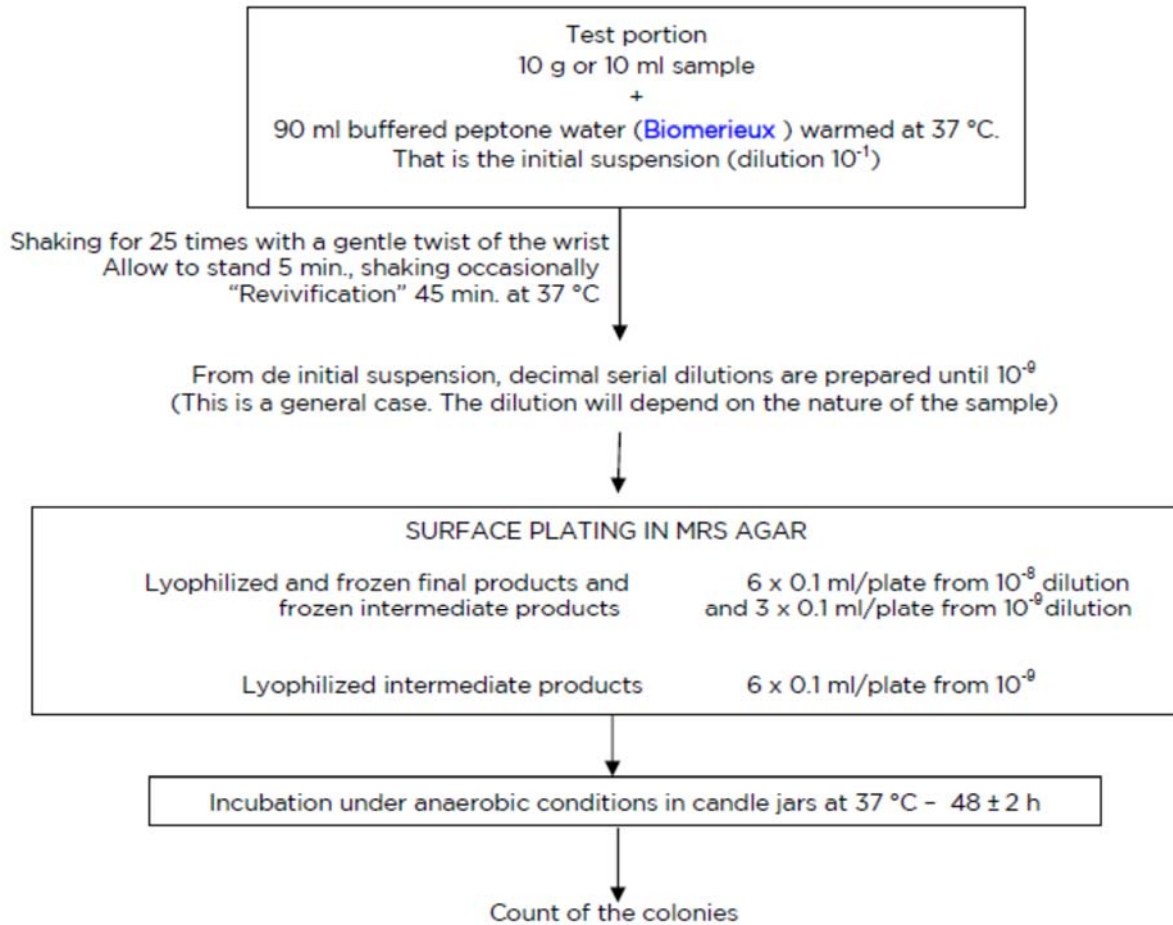 Test portion
10 g or 10 ml sample
+
90 ml buffered peptone water (Biomerieux ) warmed at 37 °C.
That is the initial suspension (dilution 10⁻¹)
Shaking for 25 times with a gentle twist of the wrist
Allow to stand 5 min., shaking occasionally
“Revivification” 45 min. at 37 °C
From de initial suspension, decimal serial dilutions are prepared until 10⁻⁹
(This is a general case. The dilution will depend on the nature of the sample)
SURFACE PLATING IN MRS AGAR
Lyophilized and frozen final products and 6 x 0.1 ml/plate from 10⁻⁸ dilution
frozen intermediate products and 3 x 0.1 ml/plate from 10⁻⁹ dilution
Lyophilized intermediate products 6 x 0.1 ml/plate from 10⁻⁹
Incubation under anaerobic conditions in candle jars at 37 °C – 48 ± 2 h
Count of the colonies